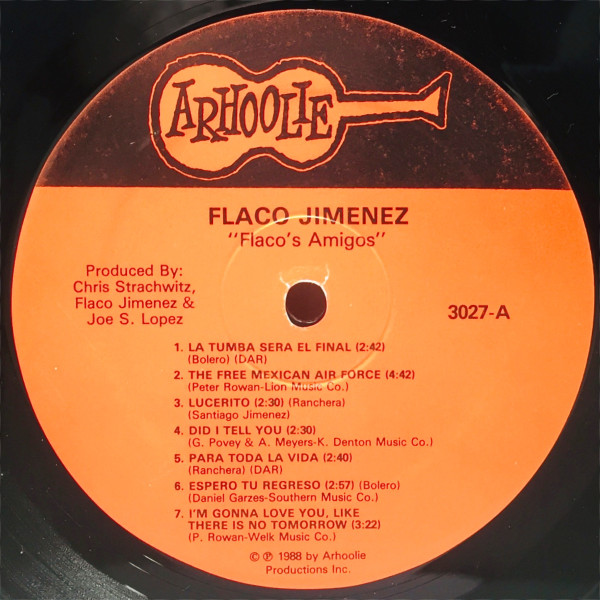 ARHOOLIE
FLACO JIMENEZ
"Flaco's Amigos"
Produced By:
Chris Strachwitz,
Flaco Jimenez &
Joe S. Lopez
3027-A
1. LA TUMBA SERA EL FINAL (2:42)
(Bolero) (DAR)
2. THE FREE MEXICAN AIR FORCE (4:42)
(Peter Rowan-Lion Music Co.)
3. LUCERITO (2:30) (Ranchera)
(Santiago Jimenez)
4. DID I TELL YOU (2:30)
(G. Povey & A. Meyers-K. Denton Music Co.)
5. PARA TODA LA VIDA (2:40)
(Ranchera) (DAR)
6. ESPERO TU REGRESO (2:57) (Bolero)
(Daniel Garzes-Southern Music Co.)
7. I'M GONNA LOVE YOU, LIKE
THERE IS NO TOMORROW (3:22)
(P. Rowan-Welk Music Co.)
© ℗ 1988 by Arhoolie
Productions Inc.